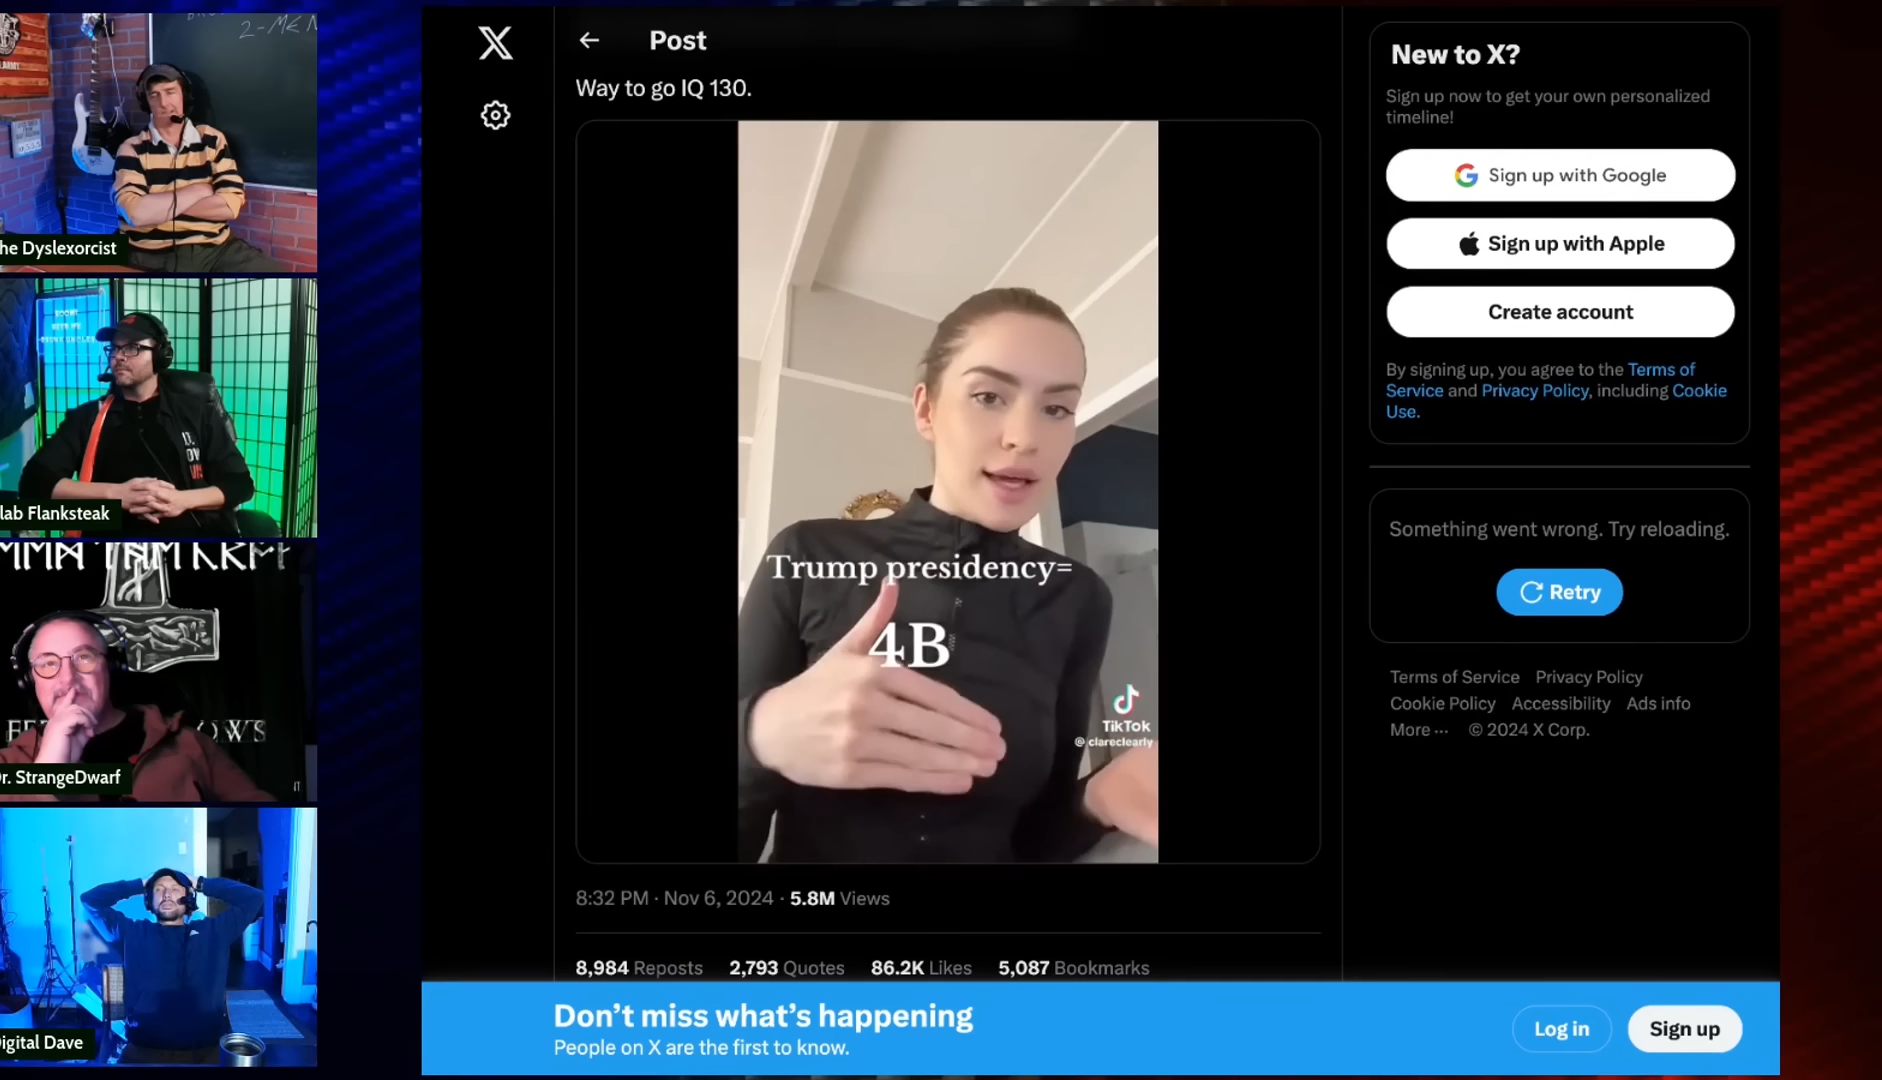 2-MEN
he Dyslexorcist
lab Flanksteak
r. StrangeDwarf
igital Dave
Post
Way to go IQ 130.
Trump presidency=
4B
TikTok
@clareclearly
8:32 PM · Nov 6, 2024 · 5.8M Views
8,984 Reposts 2,793 Quotes 86.2K Likes 5,087 Bookmarks
New to X?
Sign up now to get your own personalized
timeline!
Sign up with Google
Sign up with Apple
Create account
By signing up, you agree to the Terms of
Service and Privacy Policy, including Cookie
Use.
Something went wrong. Try reloading.
Retry
Terms of Service Privacy Policy
Cookie Policy Accessibility Ads info
More ··· © 2024 X Corp.
Don’t miss what’s happening
People on X are the first to know.
Log in
Sign up